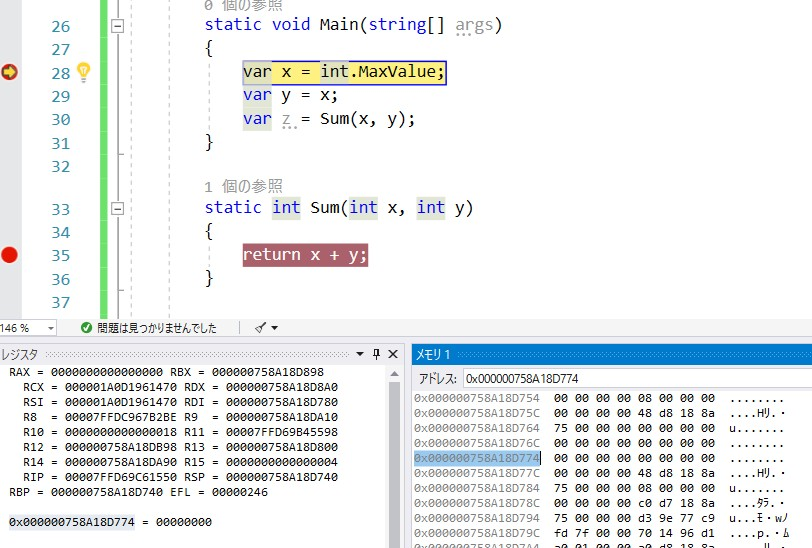 0 個の参照
26 static void Main(string[] args)
27 {
28 var x = int.MaxValue;
29 var y = x;
30 var z = Sum(x, y);
31 }
32
1 個の参照
33 static int Sum(int x, int y)
34 {
35 return x + y;
36 }
37
146 % 問題は見つかりませんでした
レジスタ
RAX = 0000000000000000 RBX = 000000758A18D898
RCX = 000001A0D1961470 RDX = 000000758A18D8A0
RSI = 000001A0D1961470 RDI = 000000758A18D780
R8 = 00007FFDC967B2BE R9 = 000000758A18DA10
R10 = 0000000000000018 R11 = 00007FFD69B45598
R12 = 000000758A18DB98 R13 = 000000758A18D800
R14 = 000000758A18DA90 R15 = 0000000000000004
RIP = 00007FFD69C61550 RSP = 000000758A18D740
RBP = 000000758A18D740 EFL = 00000246
0x000000758A18D774 = 00000000
メモリ 1
アドレス: 0x000000758A18D774
0x000000758A18D754 00 00 00 00 08 00 00 00 ........
0x000000758A18D75C 00 00 00 00 48 d8 18 8a ....Hリ.・
0x000000758A18D764 75 00 00 00 00 00 00 00 u.......
0x000000758A18D76C 00 00 00 00 00 00 00 00 ........
0x000000758A18D774 00 00 00 00 00 00 00 00 ........
0x000000758A18D77C 00 00 00 00 48 d8 18 8a ....Hリ.・
0x000000758A18D784 75 00 00 00 08 00 00 00 u.......
0x000000758A18D78C 00 00 00 00 c0 d7 18 8a ....タラ.・
0x000000758A18D794 75 00 00 00 d3 9e 77 c9 u...モ・wノ
0x000000758A18D79C fd 7f 00 00 70 14 96 d1 ....p.・ム